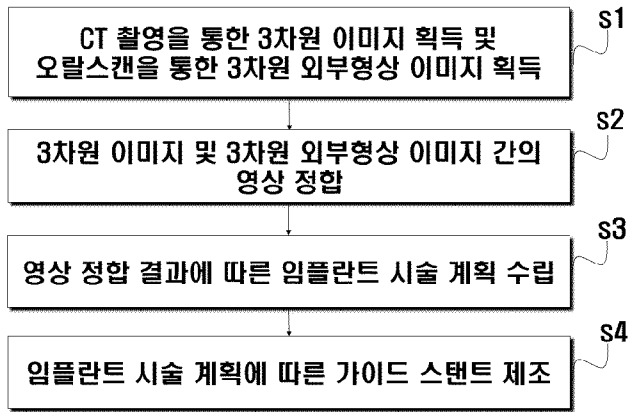 CT 촬영을 통한 3차원 이미지 획득 및
오랄스캔을 통한 3차원 외부형상 이미지 획득
s1
3차원 이미지 및 3차원 외부형상 이미지 간의
영상 정합
s2
영상 정합 결과에 따른 임플란트 시술 계획 수립
s3
임플란트 시술 계획에 따른 가이드 스탠트 제조
s4